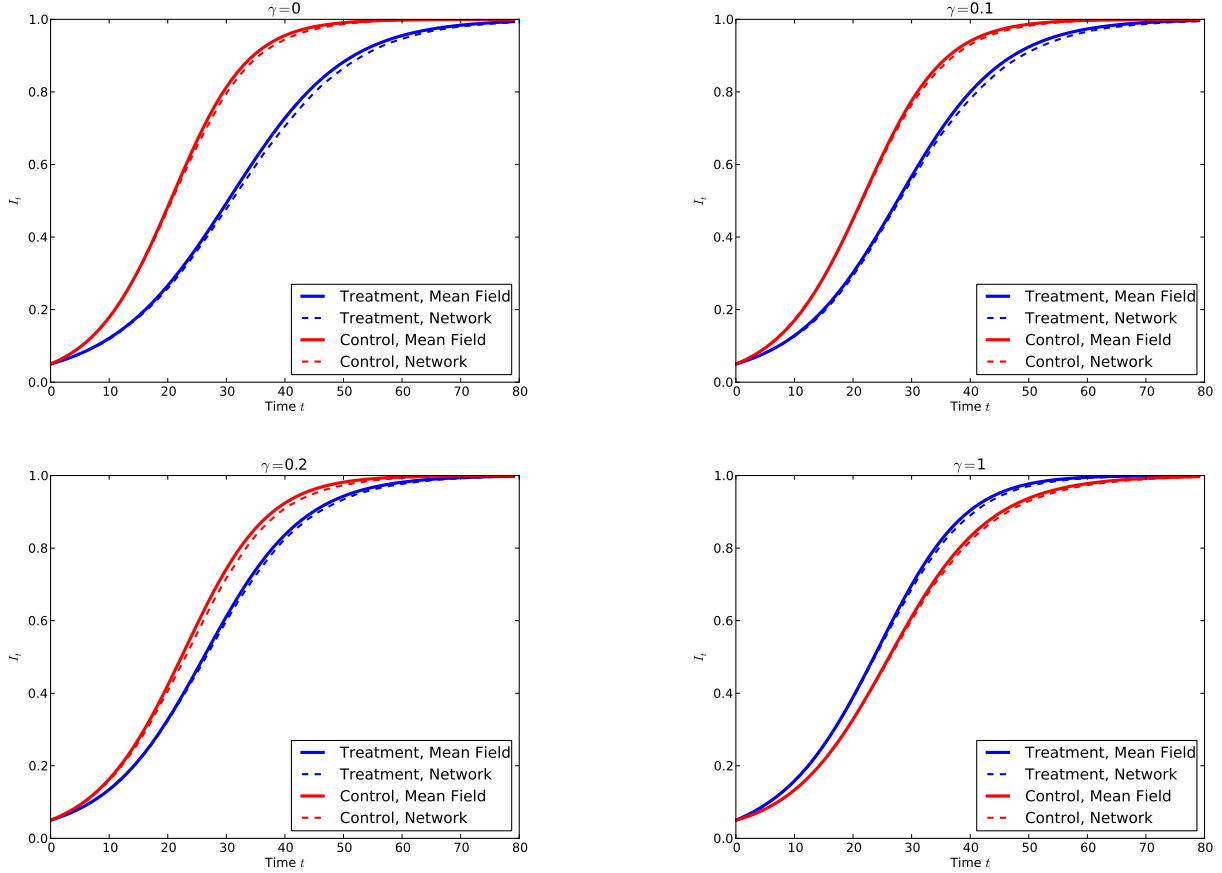 γ=0
1.0
0.8
0.6
0.4
0.2
0.0
I_t
0 10 20 30 40 50 60 70 80
Time t
Treatment, Mean Field
Treatment, Network
Control, Mean Field
Control, Network
γ=0.1
1.0
0.8
0.6
0.4
0.2
0.0
I_t
0 10 20 30 40 50 60 70 80
Time t
Treatment, Mean Field
Treatment, Network
Control, Mean Field
Control, Network
γ=0.2
1.0
0.8
0.6
0.4
0.2
0.0
I_t
0 10 20 30 40 50 60 70 80
Time t
Treatment, Mean Field
Treatment, Network
Control, Mean Field
Control, Network
γ=1
1.0
0.8
0.6
0.4
0.2
0.0
I_t
0 10 20 30 40 50 60 70 80
Time t
Treatment, Mean Field
Treatment, Network
Control, Mean Field
Control, Network